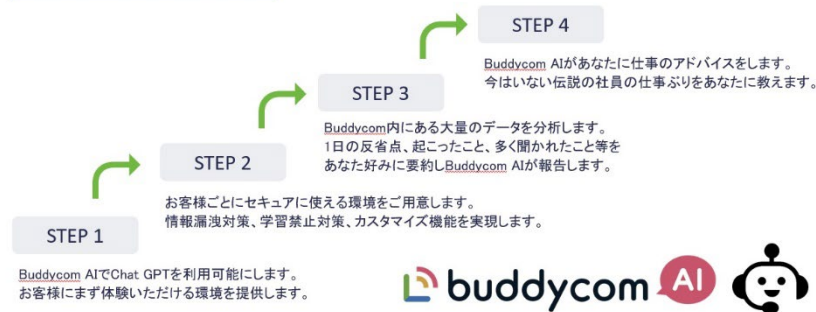 STEP 4
Buddycom AIがあなたに仕事のアドバイスをします。
今はいない伝説の社員の仕事ぶりをあなたに教えます。
STEP 3
Buddycom内にある大量のデータを分析します。
1日の反省点、起こったこと、多く聞かれたこと等を
あなた好みに要約しBuddycom AIが報告します。
STEP 2
お客様ごとにセキュアに使える環境をご用意します。
情報漏洩対策、学習禁止対策、カスタマイズ機能を実現します。
STEP 1
Buddycom AIでChat GPTを利用可能にします。
お客様にまず体験いただける環境を提供します。
buddycom AI